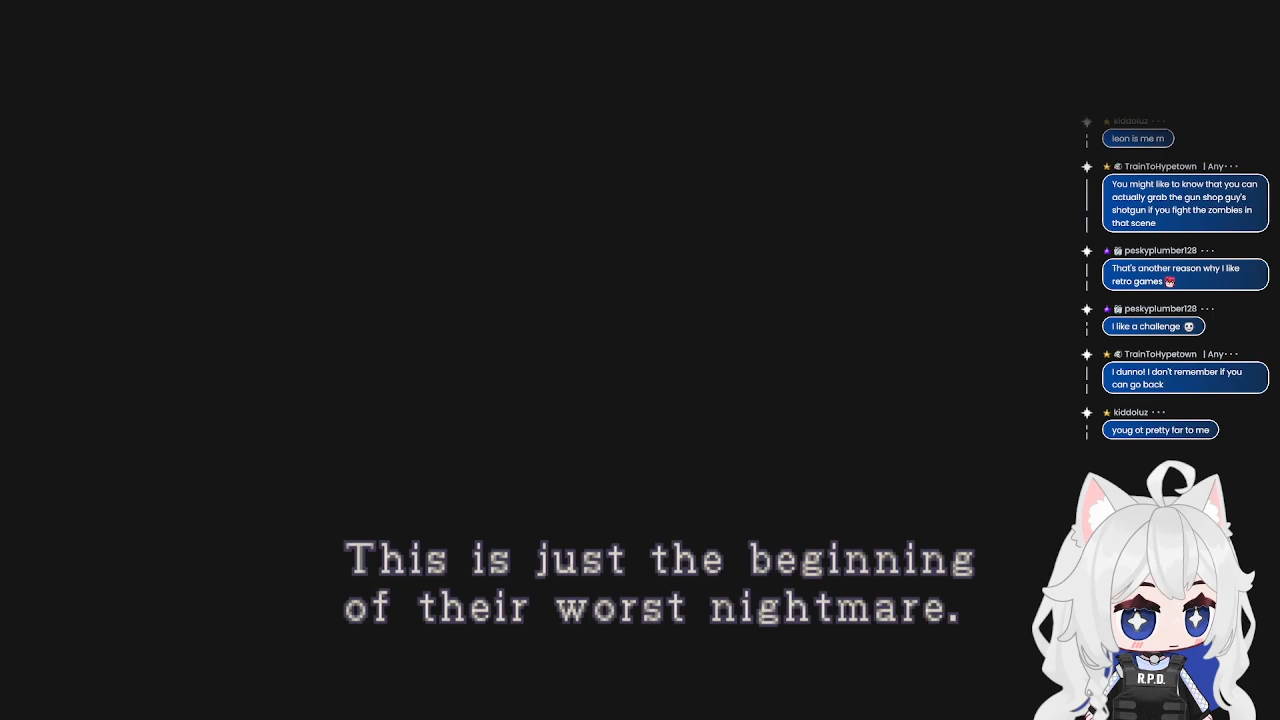 kiddoluz ···
leon is me rn
TrainToHypetown | Any···
You might like to know that you can
actually grab the gun shop guy's
shotgun if you fight the zombies in
that scene
peskyplumber128 ···
That's another reason why I like
retro games
peskyplumber128 ···
I like a challenge
TrainToHypetown | Any···
I dunno! I don't remember if you
can go back
kiddoluz ···
youg ot pretty far to me
This is just the beginning
of their worst nightmare.
R.P.D.